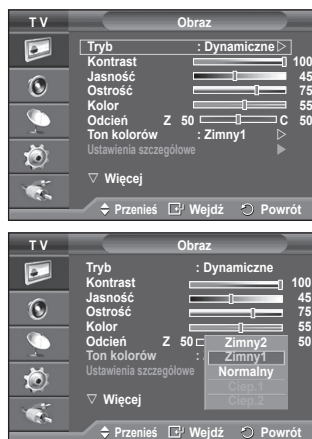 TV Obraz
Tryb : Dynamiczne
Kontrast 100
Jasność 45
Ostrość 75
Kolor 55
Odcień Z 50 C 50
Ton kolorów : Zimny1
Ustawienia szczegółowe
▽ Więcej
Przenieś Wejdź Powrót
TV Obraz
Tryb : Dynamiczne
Kontrast 100
Jasność 45
Ostrość 75
Kolor 55
Odcień Z 50 Zimny2 50
Ton kolorów : Zimny1
Ustawienia szczegółowe Normalny
Ciep.1
▽ Więcej Ciep.2
Przenieś Wejdź Powrót